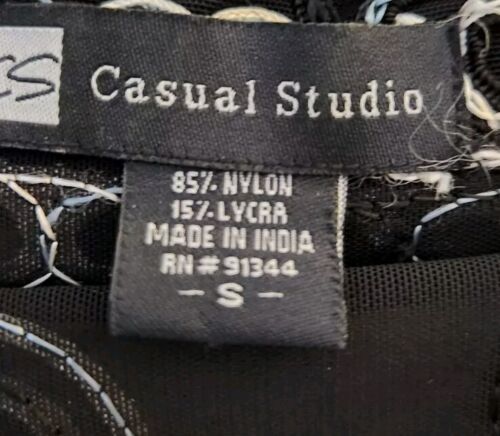 CS Casual Studio
85% NYLON
15% LYCRA
MADE IN INDIA
RN # 91344
- S -